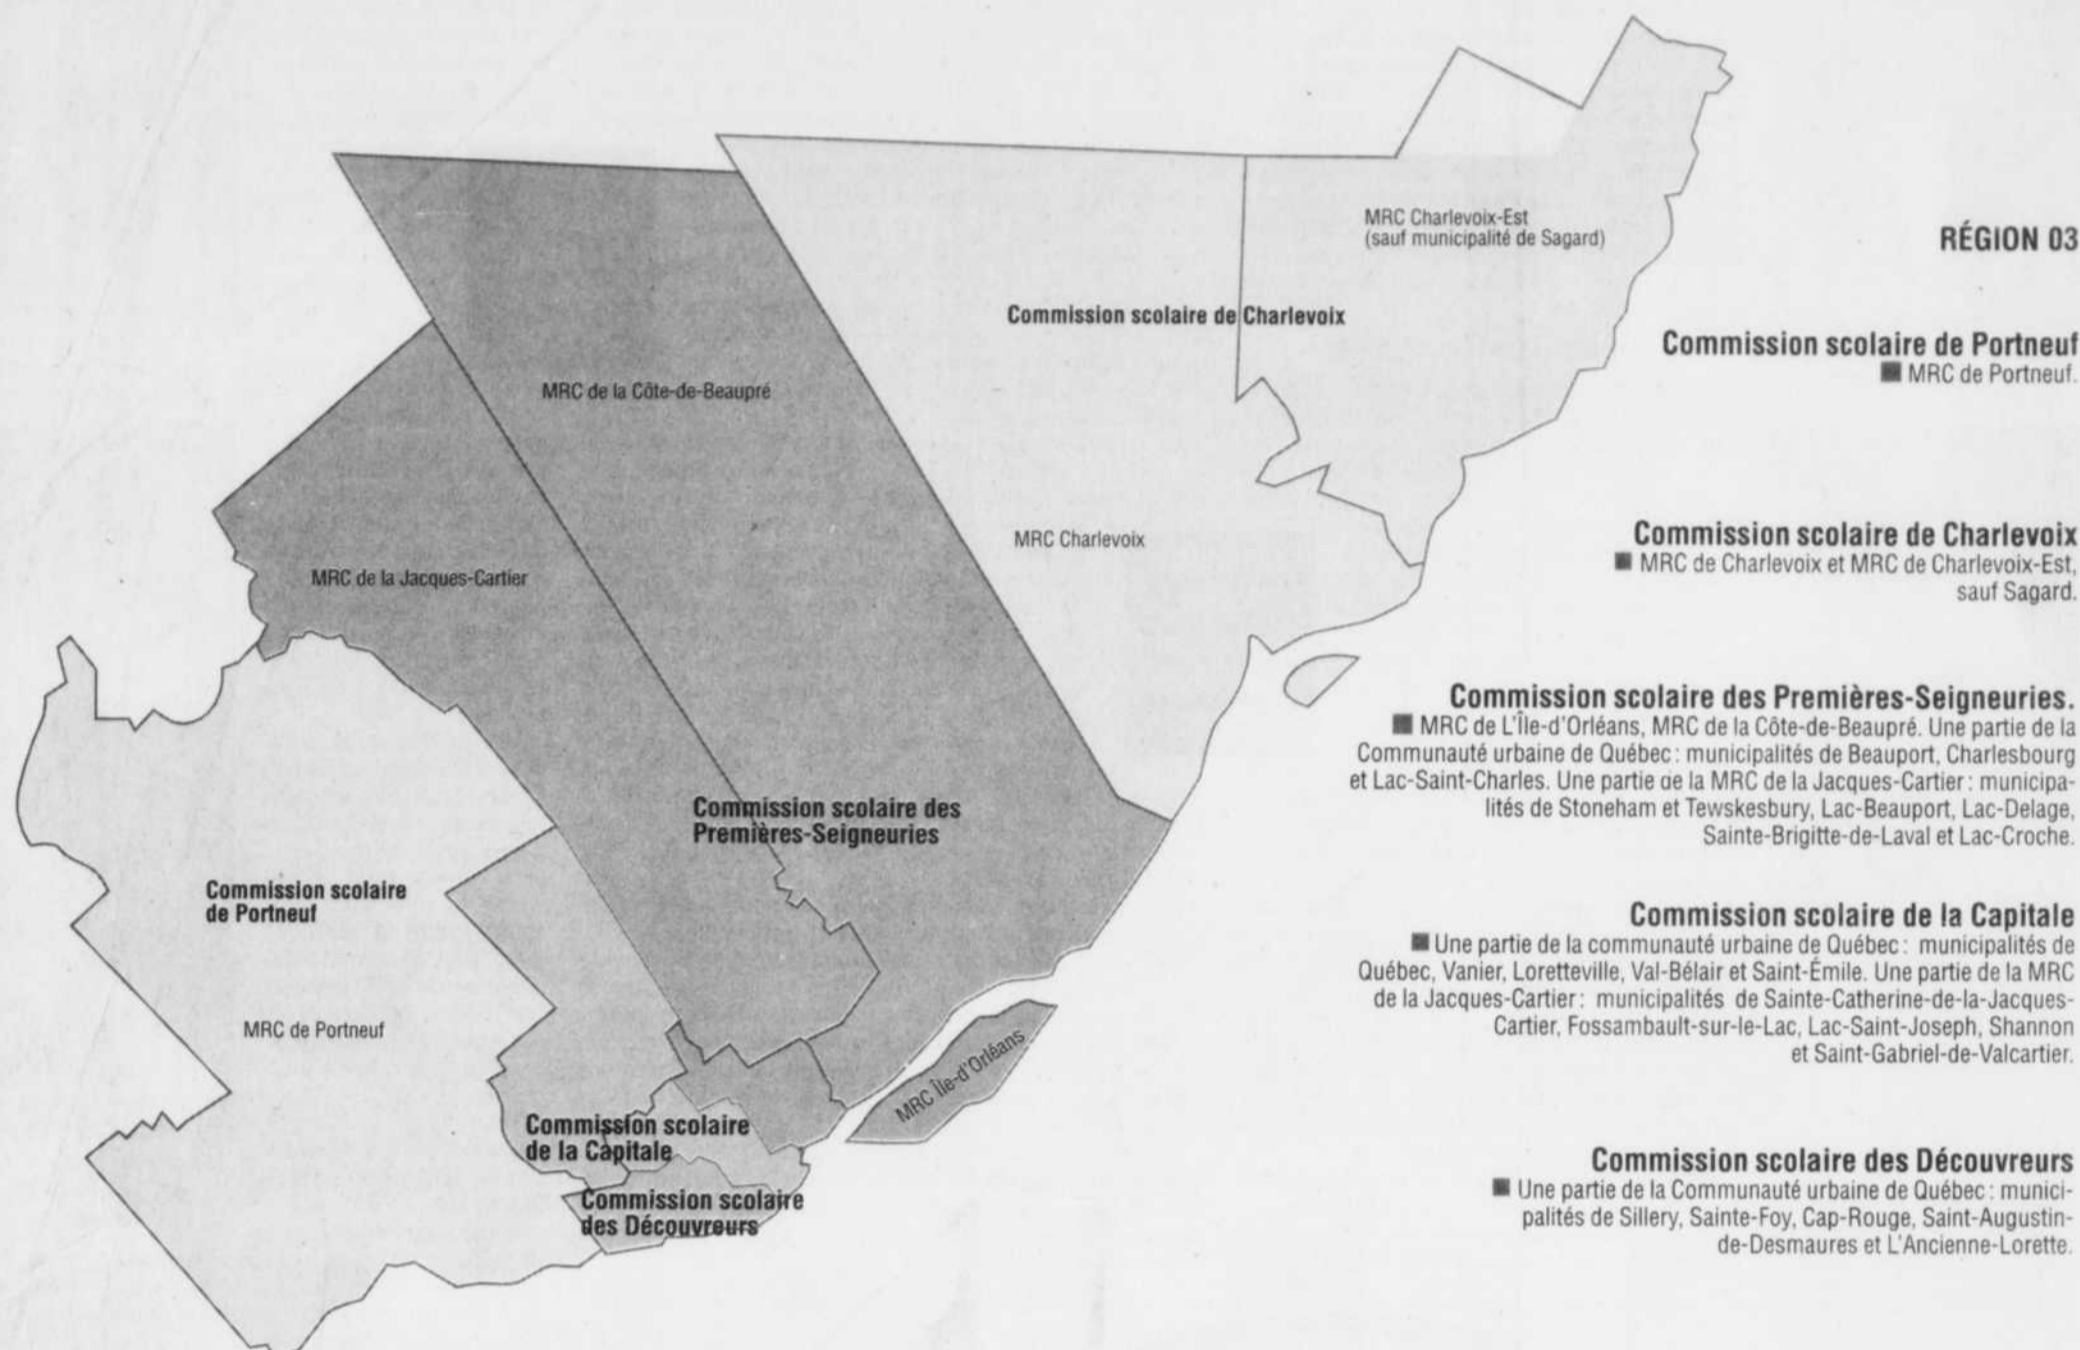 MRC Charlevoix-Est
(sauf municipalité de Sagard)
Commission scolaire de Charlevoix
MRC de la Côte-de-Beaupré
MRC Charlevoix
MRC de la Jacques-Cartier
Commission scolaire des
Premières-Seigneuries
Commission scolaire
de Portneuf
MRC de Portneuf
MRC Île-d'Orléans
Commission scolaire
de la Capitale
Commission scolaire
des Découvreurs
RÉGION 03
Commission scolaire de Portneuf
■ MRC de Portneuf.
Commission scolaire de Charlevoix
■ MRC de Charlevoix et MRC de Charlevoix-Est,
sauf Sagard.
Commission scolaire des Premières-Seigneuries.
■ MRC de L'Île-d'Orléans, MRC de la Côte-de-Beaupré. Une partie de la
Communauté urbaine de Québec : municipalités de Beauport, Charlesbourg
et Lac-Saint-Charles. Une partie de la MRC de la Jacques-Cartier : municipa-
lités de Stoneham et Tewskesbury, Lac-Beauport, Lac-Delage,
Sainte-Brigitte-de-Laval et Lac-Croche.
Commission scolaire de la Capitale
■ Une partie de la communauté urbaine de Québec : municipalités de
Québec, Vanier, Loretteville, Val-Bélair et Saint-Émile. Une partie de la MRC
de la Jacques-Cartier : municipalités de Sainte-Catherine-de-la-Jacques-
Cartier, Fossambault-sur-le-Lac, Lac-Saint-Joseph, Shannon
et Saint-Gabriel-de-Valcartier.
Commission scolaire des Découvreurs
■ Une partie de la Communauté urbaine de Québec : munici-
palités de Sillery, Sainte-Foy, Cap-Rouge, Saint-Augustin-
de-Desmaures et L'Ancienne-Lorette.